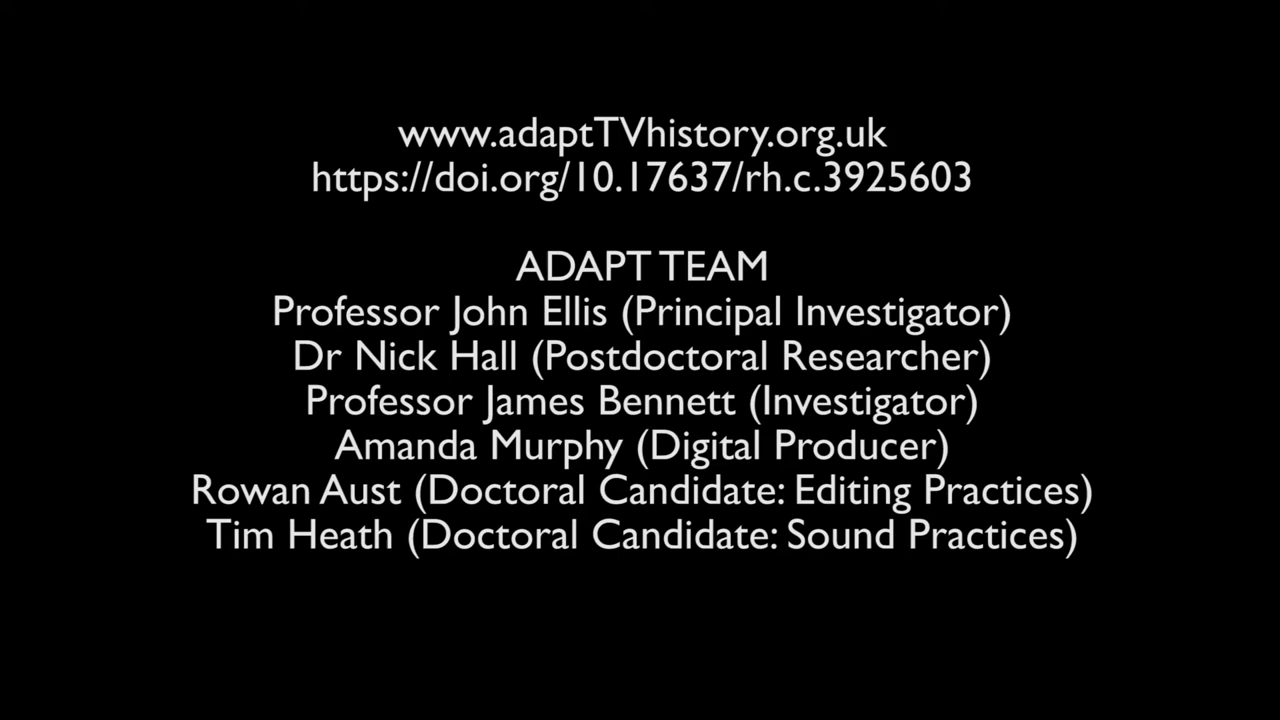 www.adaptTVhistory.org.uk
https://doi.org/10.17637/rh.c.3925603
ADAPT TEAM
Professor John Ellis (Principal Investigator)
Dr Nick Hall (Postdoctoral Researcher)
Professor James Bennett (Investigator)
Amanda Murphy (Digital Producer)
Rowan Aust (Doctoral Candidate: Editing Practices)
Tim Heath (Doctoral Candidate: Sound Practices)